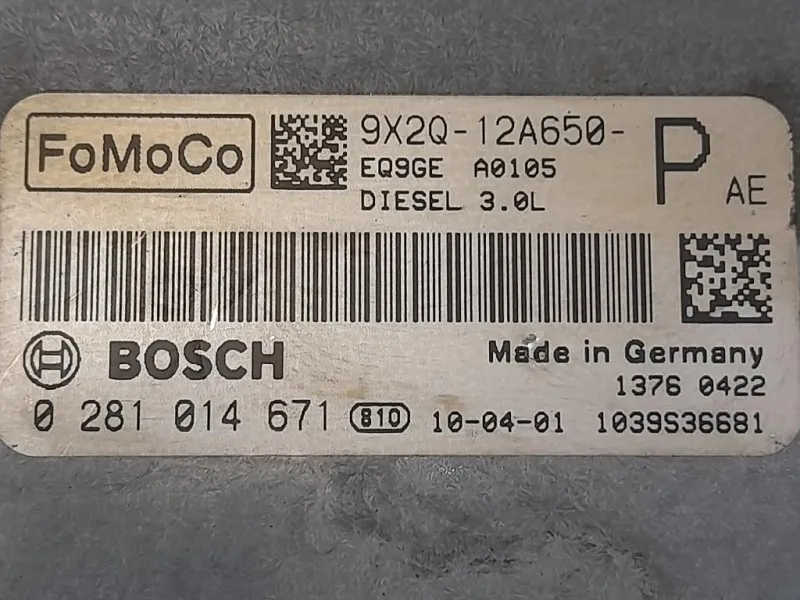 FoMoCo
9X2Q-12A650-
P
AE
EQ9GE A0105
DIESEL 3.0L
BOSCH
Made in Germany
1376 0422
0 281 014 671 810 10-04-01 1039S36681